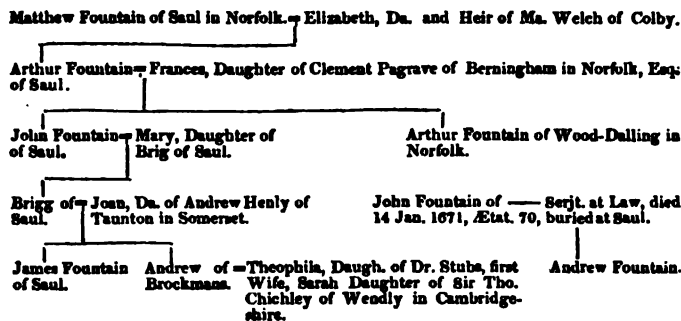 Matthew Fountain of Saul in Norfolk. = Elizabeth, Da. and Heir of Ma. Welch of Colby.
Arthur Fountain = Frances, Daughter of Clement Pagrave of Berningham in Norfolk, Esq;
of Saul.
John Fountain = Mary, Daughter of
of Saul. Brig of Saul.
Arthur Fountain of Wood-Dalling in
Norfolk.
Brigg of = Joan, Da. of Andrew Henly of
Saul. Taunton in Somerset.
John Fountain of — Serjt. at Law, died
14 Jan. 1671, Ætat. 70, buried at Saul.
James Fountain
of Saul.
Andrew of = Theophila, Daugh. of Dr. Stubs, first
Brockmans. Wife, Sarah Daughter of Sir Tho.
Chichley of Wendly in Cambridge-
shire.
Andrew Fountain.